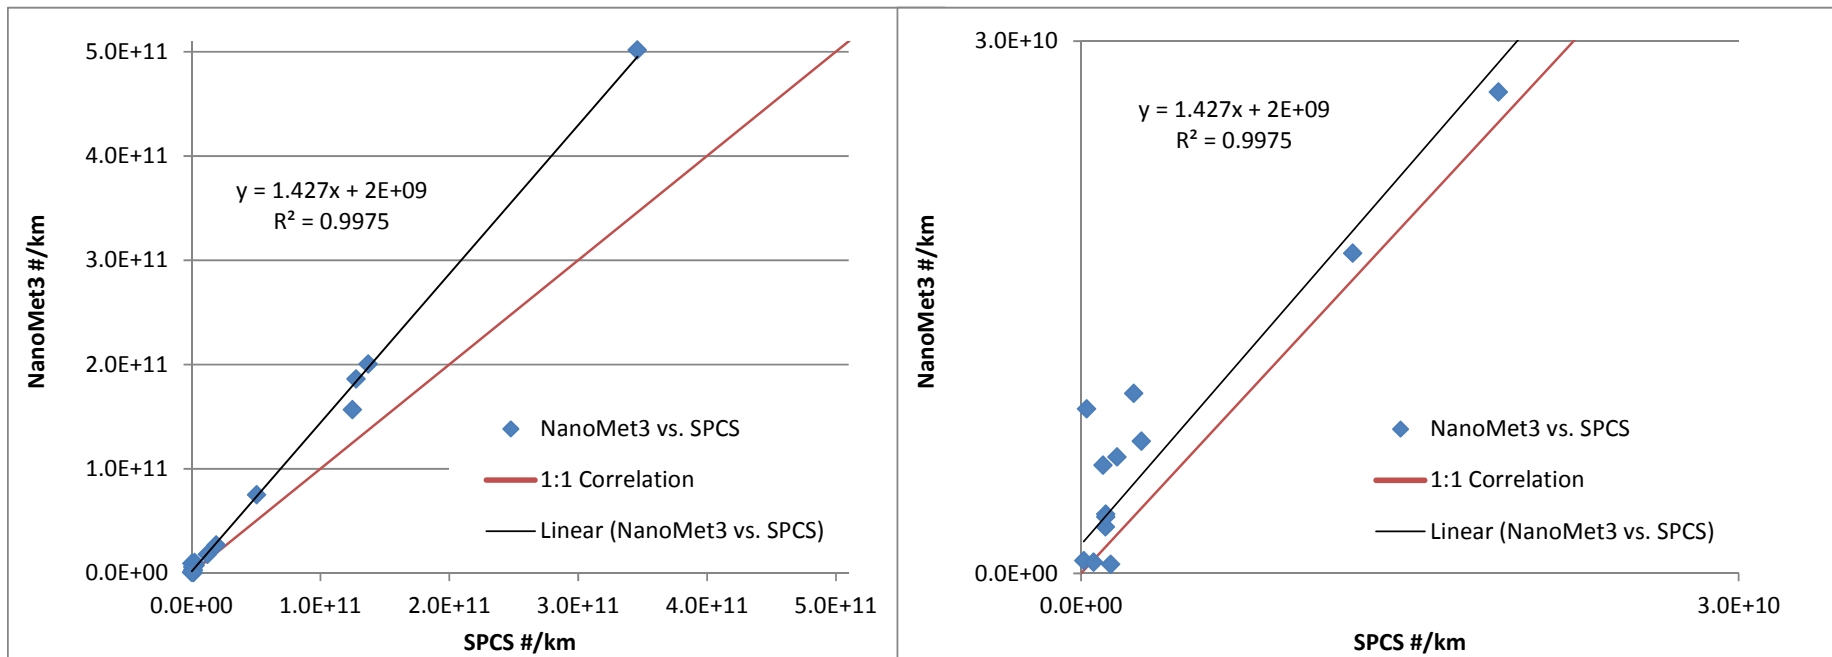 5.0E+11
4.0E+11
3.0E+11
2.0E+11
1.0E+11
0.0E+00
NanoMet3 #/km
y = 1.427x + 2E+09
R² = 0.9975
NanoMet3 vs. SPCS
1:1 Correlation
Linear (NanoMet3 vs. SPCS)
0.0E+00 1.0E+11 2.0E+11 3.0E+11 4.0E+11 5.0E+11
SPCS #/km
3.0E+10
0.0E+00
NanoMet3 #/km
y = 1.427x + 2E+09
R² = 0.9975
NanoMet3 vs. SPCS
1:1 Correlation
Linear (NanoMet3 vs. SPCS)
0.0E+00 3.0E+10
SPCS #/km